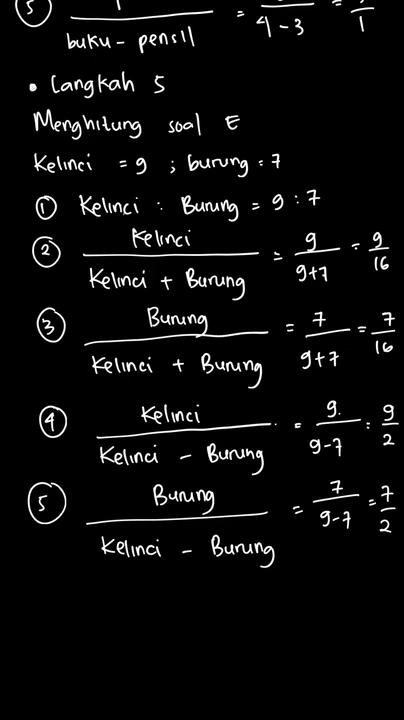 5
buku - pensil = 4 - 3 = 1
• Langkah 5
Menghitung soal E
Kelinci = 9 ; burung = 7
① Kelinci : Burung = 9 : 7
② Kelinci / Kelinci + Burung = 9 / 9+7 = 9 / 16
③ Burung / Kelinci + Burung = 7 / 9+7 = 7 / 16
④ Kelinci / Kelinci - Burung = 9 / 9-7 = 9 / 2
⑤ Burung / Kelinci - Burung = 7 / 9-7 = 7 / 2